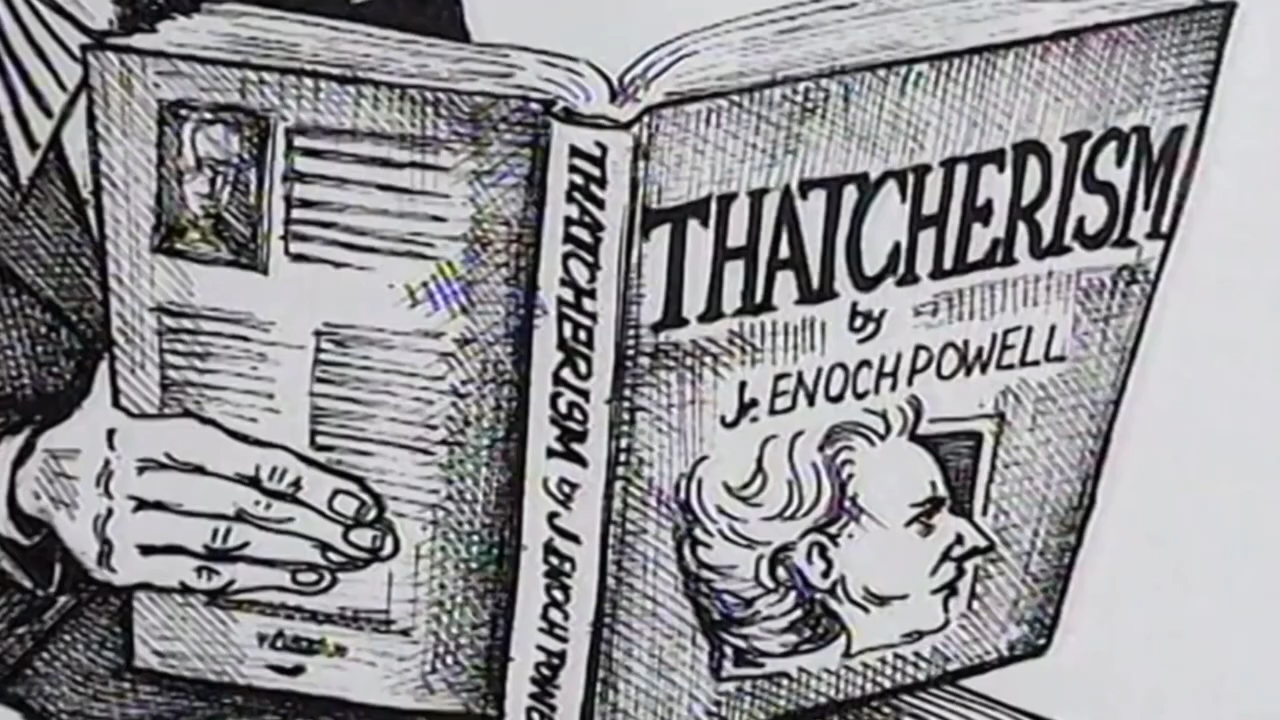 THATCHERISM by J. ENOCH POWE
THATCHERISM
by
J. ENOCH POWELL